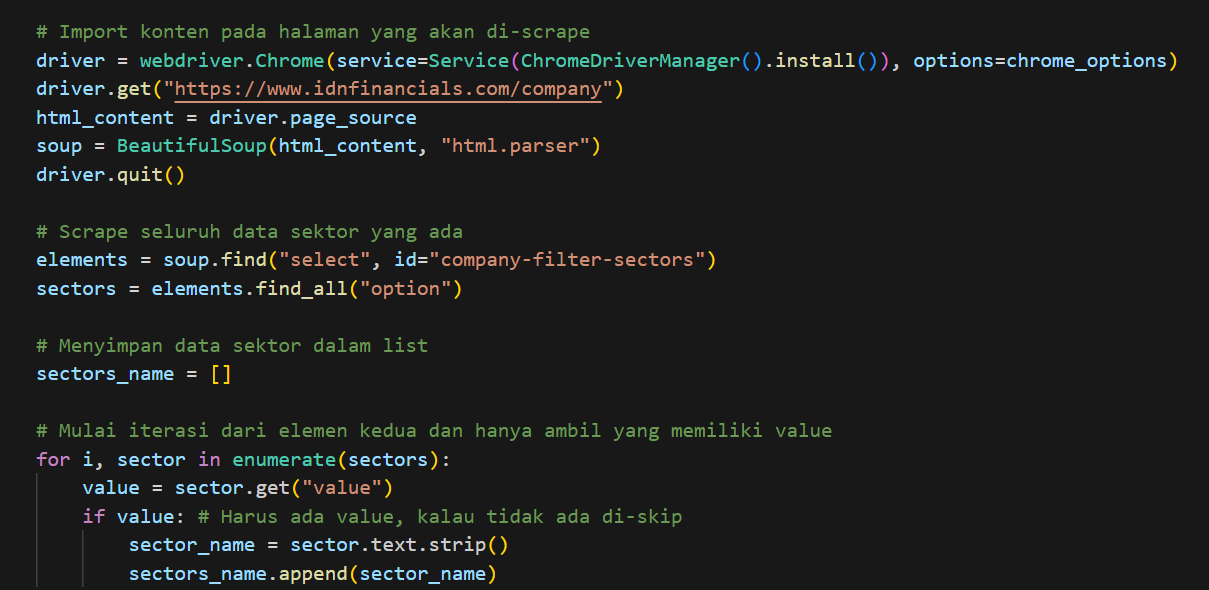 # Import konten pada halaman yang akan di-scrape
driver = webdriver.Chrome(service=Service(ChromeDriverManager().install()), options=chrome_options)
driver.get("https://www.idnfinancials.com/company")
html_content = driver.page_source
soup = BeautifulSoup(html_content, "html.parser")
driver.quit()

# Scrape seluruh data sektor yang ada
elements = soup.find("select", id="company-filter-sectors")
sectors = elements.find_all("option")

# Menyimpan data sektor dalam list
sectors_name = []

# Mulai iterasi dari elemen kedua dan hanya ambil yang memiliki value
for i, sector in enumerate(sectors):
    value = sector.get("value")
    if value: # Harus ada value, kalau tidak ada di-skip
        sector_name = sector.text.strip()
        sectors_name.append(sector_name)